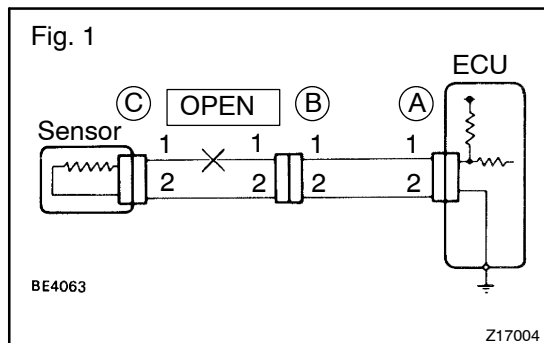 Fig. 1
ECU
C OPEN B A
Sensor
1 1 1 1
2 2 2 2
BE4063
Z17004